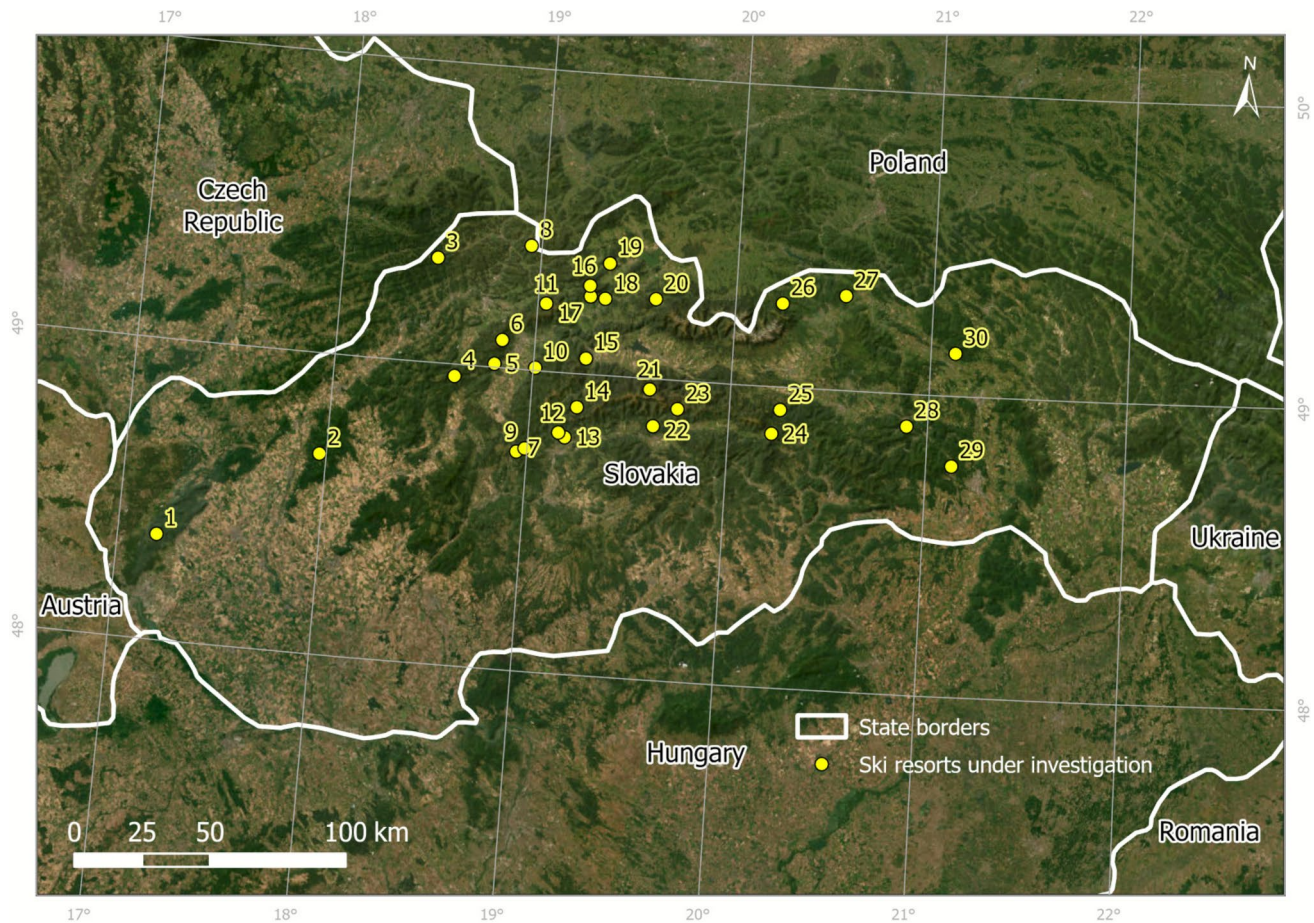 17° 18° 19° 20° 21° 22°
N
50°
Poland
Czech
Republic
8
3
19
16
11
18
20
26
27
17
49°
6
30
10
15
4
5
21
14
23
25
49°
12
28
2
9
7
13
22
24
29
Slovakia
1
Ukraine
Austria
48°
48°
State borders
Hungary
Ski resorts under investigation
0 25 50 100 km
Romania
17° 18° 19° 20° 21° 22°